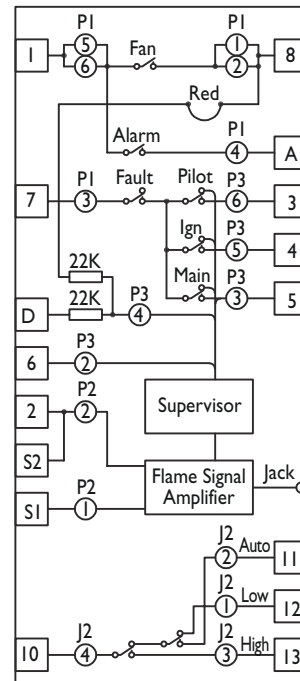 P1 P1
1 5 Fan 1 8
6 2
Red
Alarm P1
4 A
7 P1 Fault Pilot P3
3 6 3
Ign P3
5 4
22K Main P3
3 5
22K P3
D 4
6 P3
2
2 P2
2 Supervisor
S2
Flame Signal Jack
S1 P2 Amplifier
1
J2 Auto
2 11
J2 Low
1 12
J2 J2 High
10 4 3 13